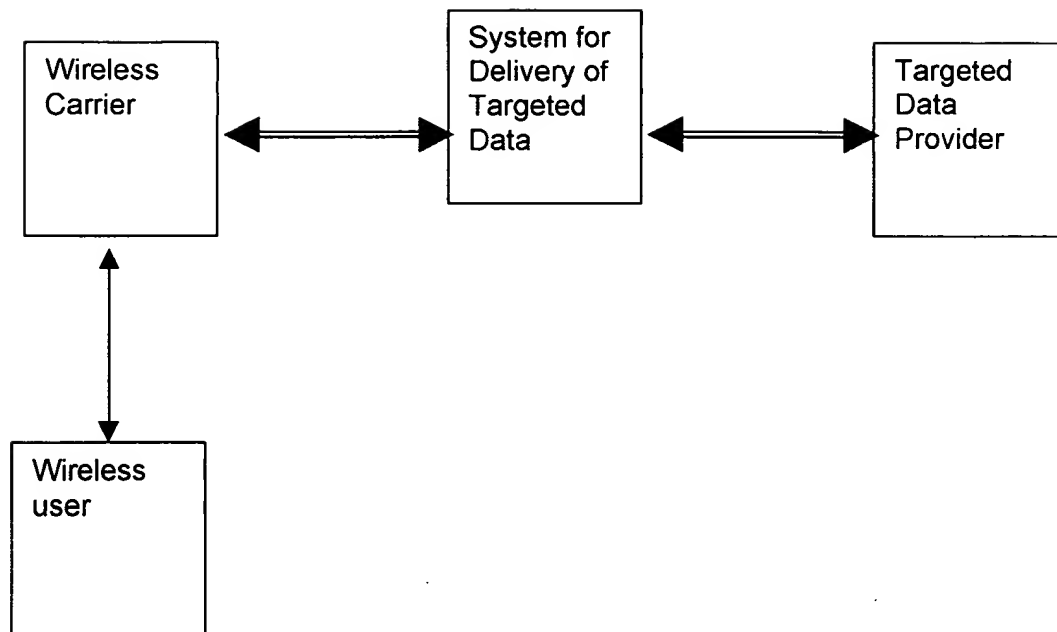 Wireless
Carrier
System for
Delivery of
Targeted
Data
Targeted
Data
Provider
Wireless
user